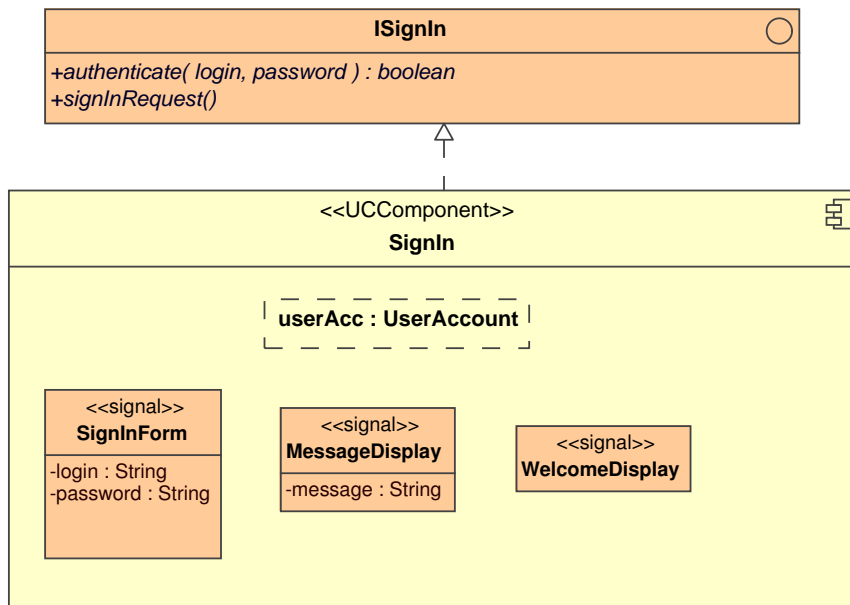 ISignIn
+authenticate( login, password ) : boolean
+signInRequest()
<<UCComponent>>
SignIn
userAcc : UserAccount
<<signal>>
SignInForm
-login : String
-password : String
<<signal>>
MessageDisplay
-message : String
<<signal>>
WelcomeDisplay